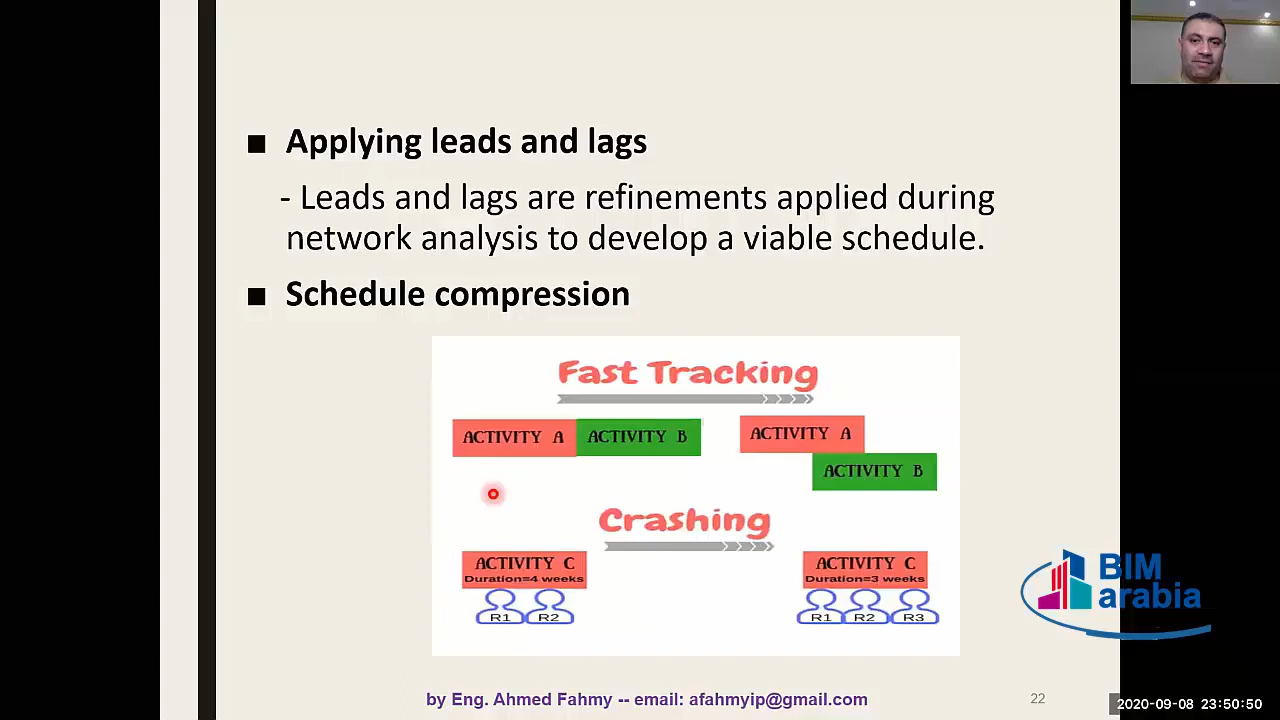 ■ Applying leads and lags
- Leads and lags are refinements applied during
network analysis to develop a viable schedule.
■ Schedule compression
Fast Tracking
ACTIVITY A ACTIVITY B
ACTIVITY A
ACTIVITY B
Crashing
ACTIVITY C
Duration=4 weeks
R1 R2
ACTIVITY C
Duration=3 weeks
R1 R2 R3
BIM
arabia
by Eng. Ahmed Fahmy -- email: afahmyip@gmail.com
22
2020-09-08 23:50:50